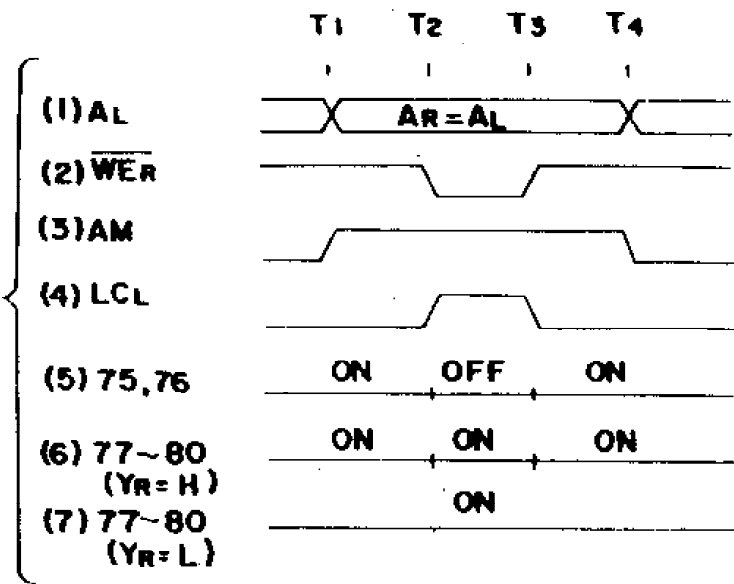 T1 T2 T3 T4
(1) AL AR=AL
(2) WER
(3) AM
(4) LCL
(5) 75,76 ON OFF ON
(6) 77~80 ON ON ON
(YR=H)
(7) 77~80 ON
(YR=L)